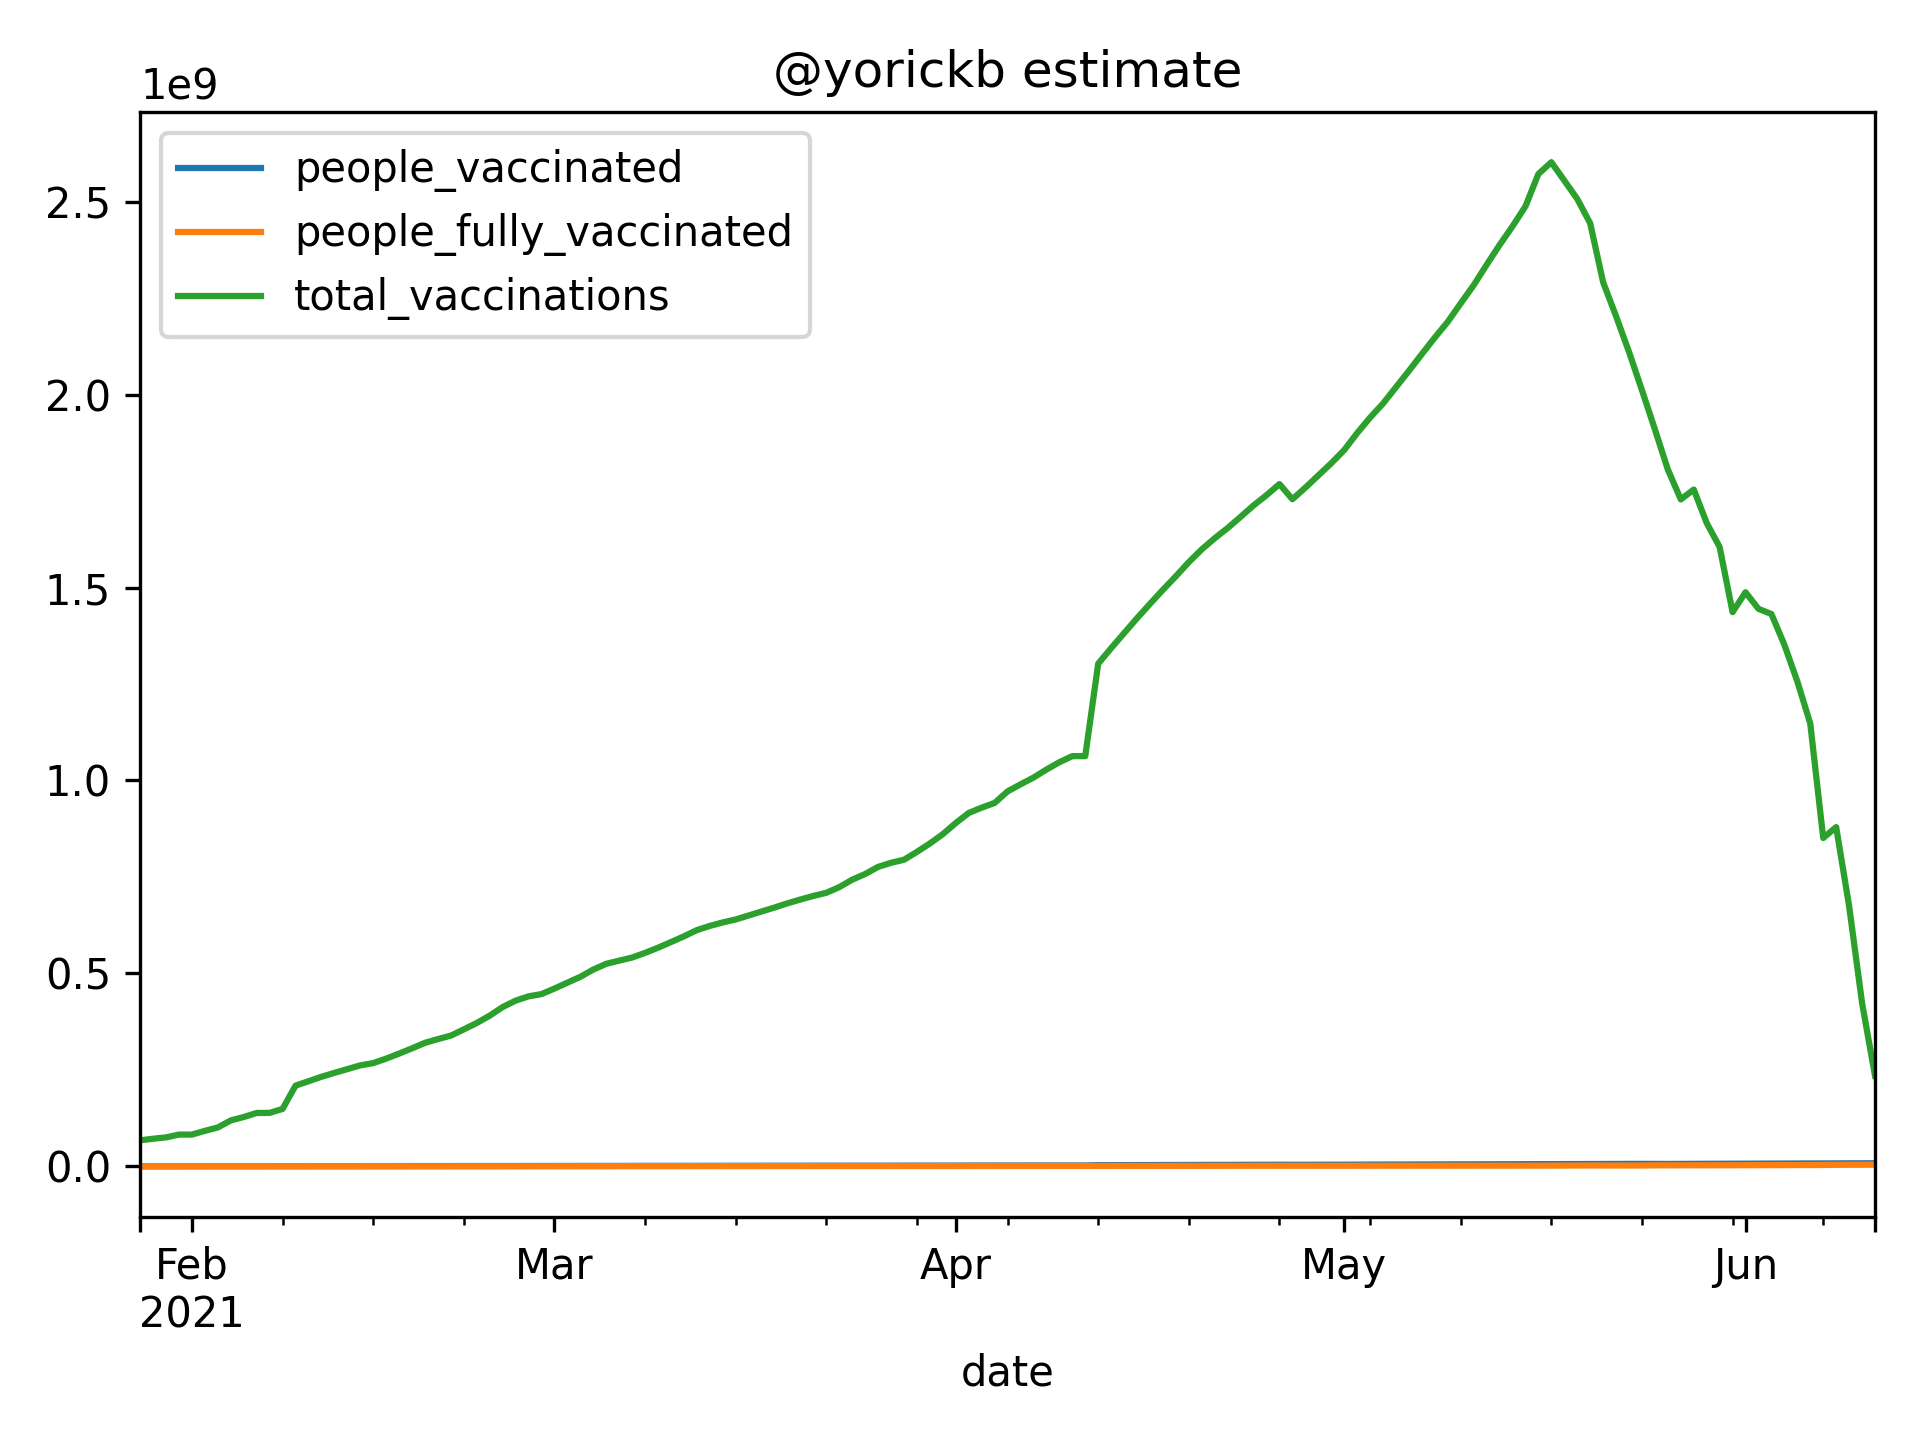 @yorickb estimate
1e9
people_vaccinated
people_fully_vaccinated
total_vaccinations
2.5
2.0
1.5
1.0
0.5
0.0
Feb Mar Apr May Jun
2021
date